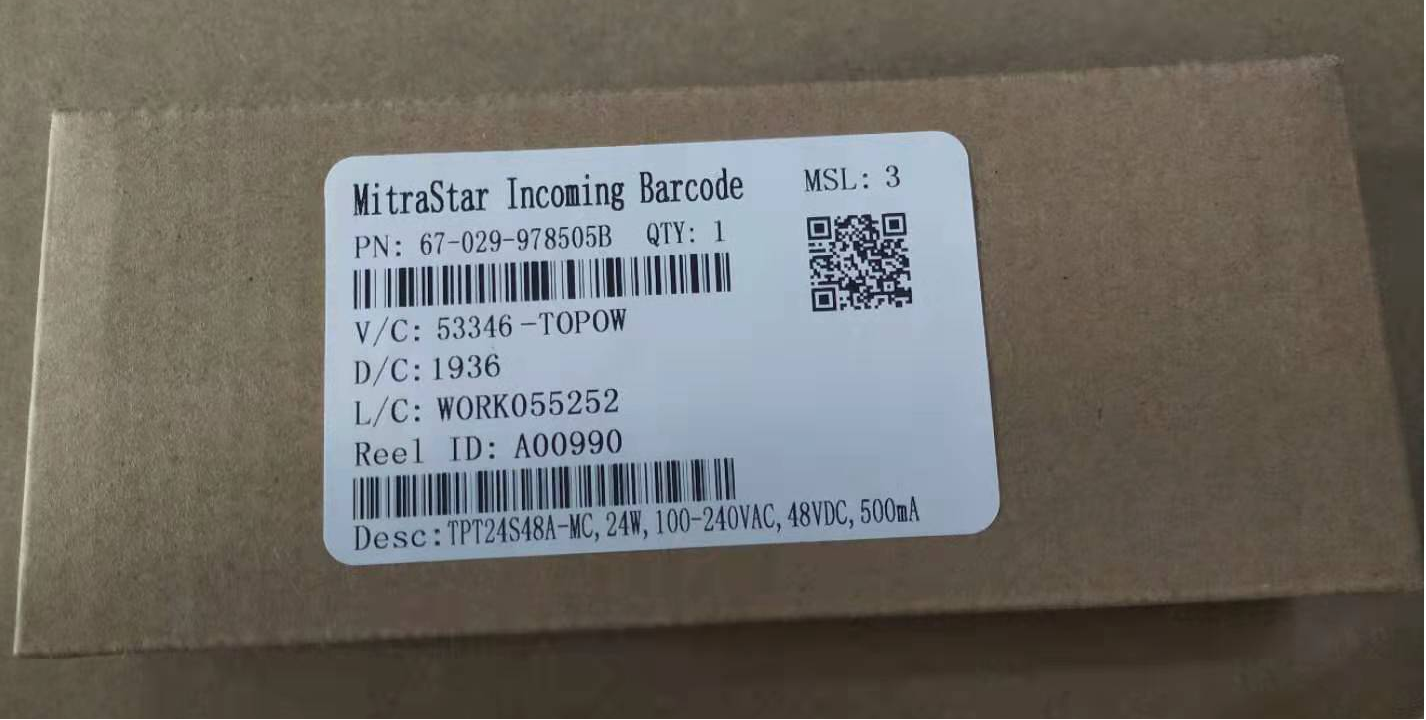 MitraStar Incoming Barcode MSL: 3
PN: 67-029-978505B QTY: 1
V/C: 53346-TOPOW
D/C: 1936
L/C: WORK055252
Reel ID: A00990
Desc:TPT24S48A-MC, 24W, 100-240VAC, 48VDC, 500mA